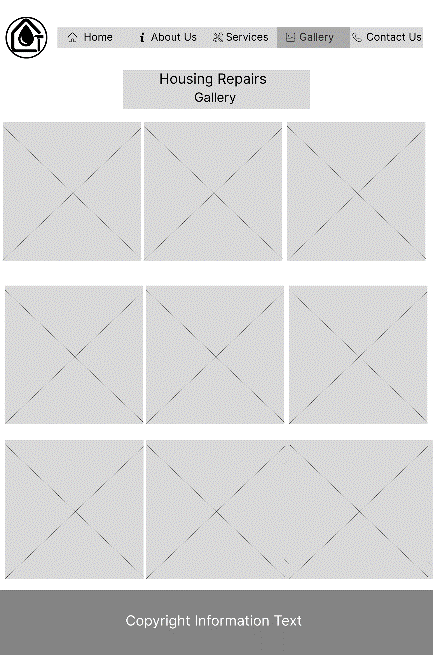 Home About Us Services Gallery Contact Us
Housing Repairs
Gallery
Copyright Information Text